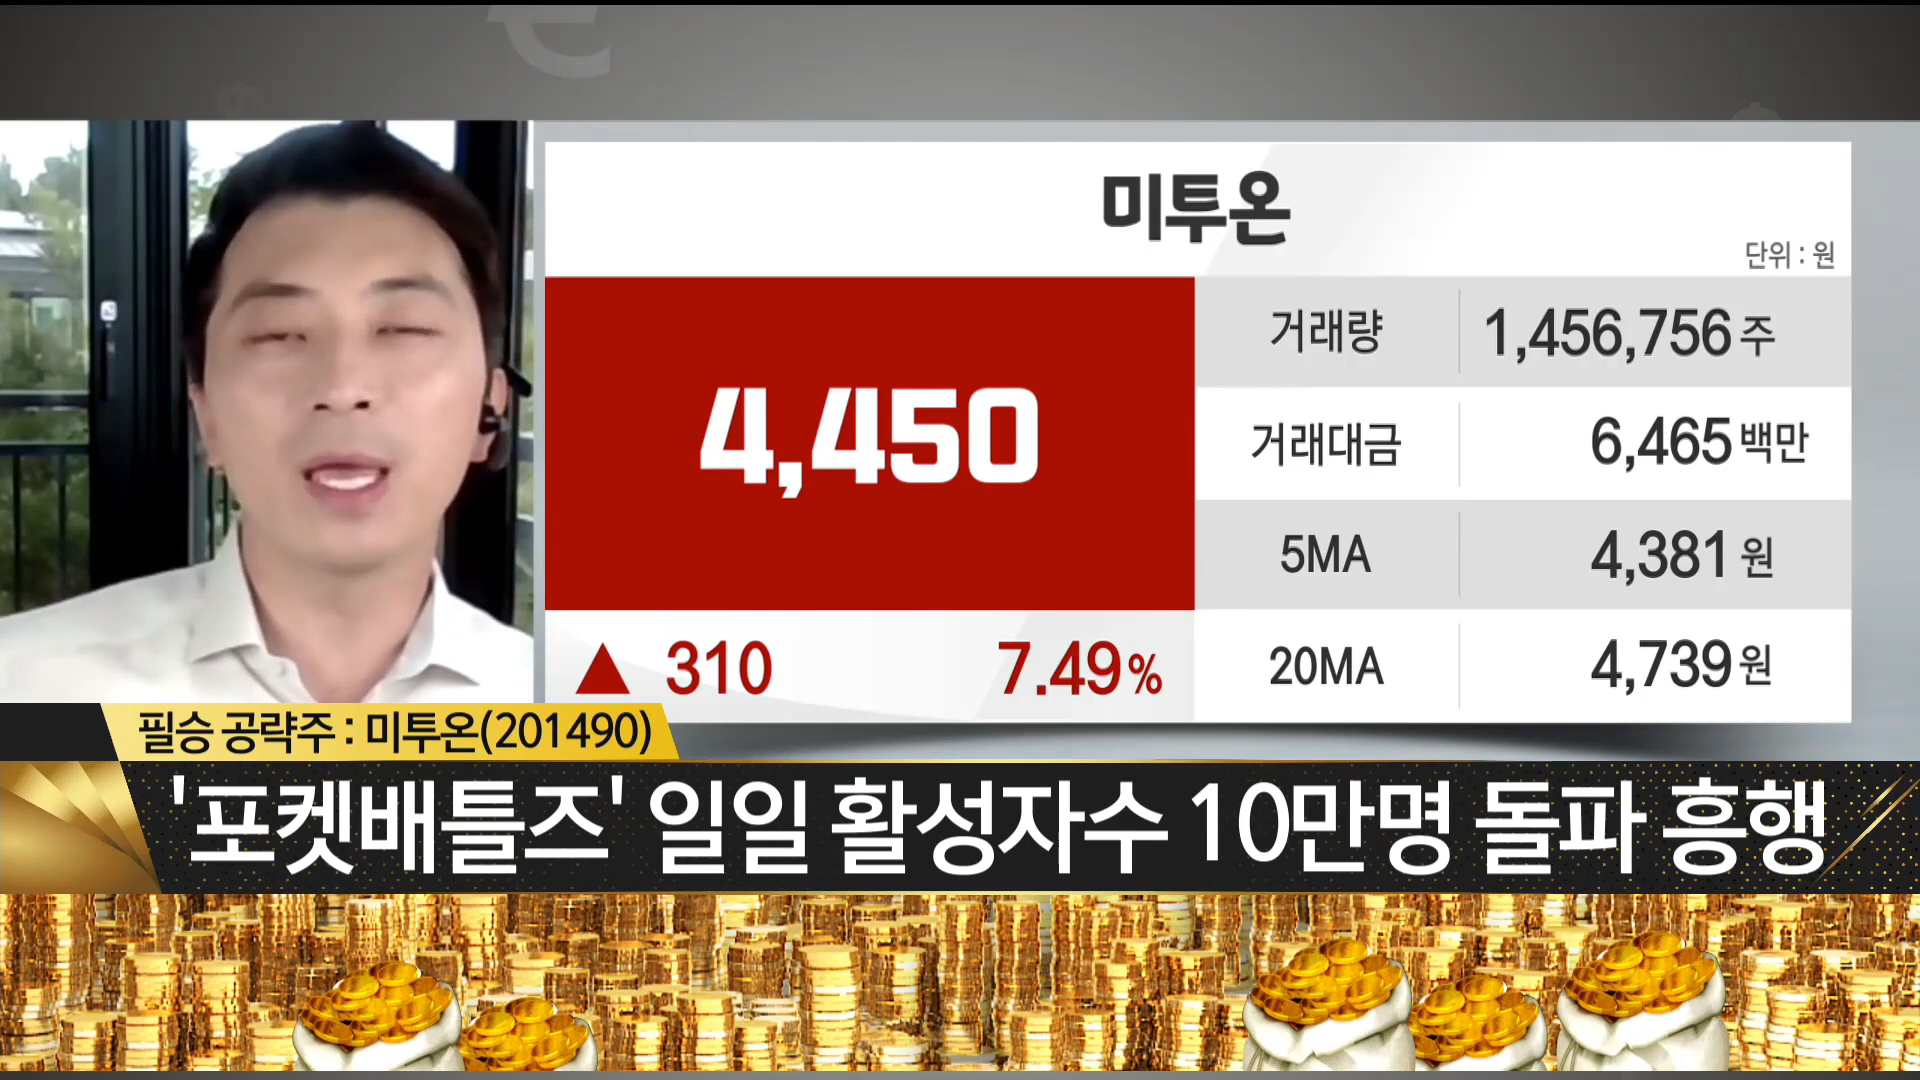 미투온
단위 : 원
4,450
▲ 310 7.49%
거래량 1,456,756 주
거래대금 6,465 백만
5MA 4,381 원
20MA 4,739 원
필승 공략주 : 미투온(201490)
'포켓배틀즈' 일일 활성자수 10만명 돌파 흥행